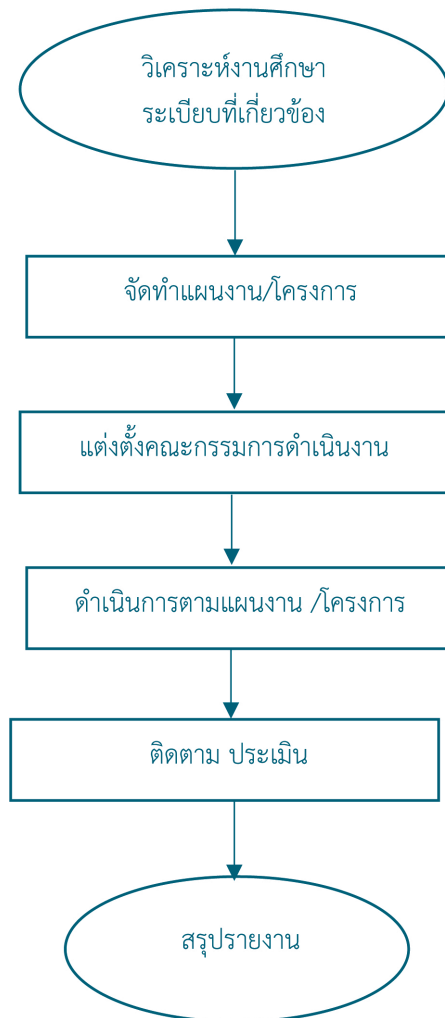 วิเคราะห์งานศึกษา
ระเบียบที่เกี่ยวข้อง
จัดทำแผนงาน/โครงการ
แต่งตั้งคณะกรรมการดำเนินงาน
ดำเนินการตามแผนงาน /โครงการ
ติดตาม ประเมิน
สรุปรายงาน